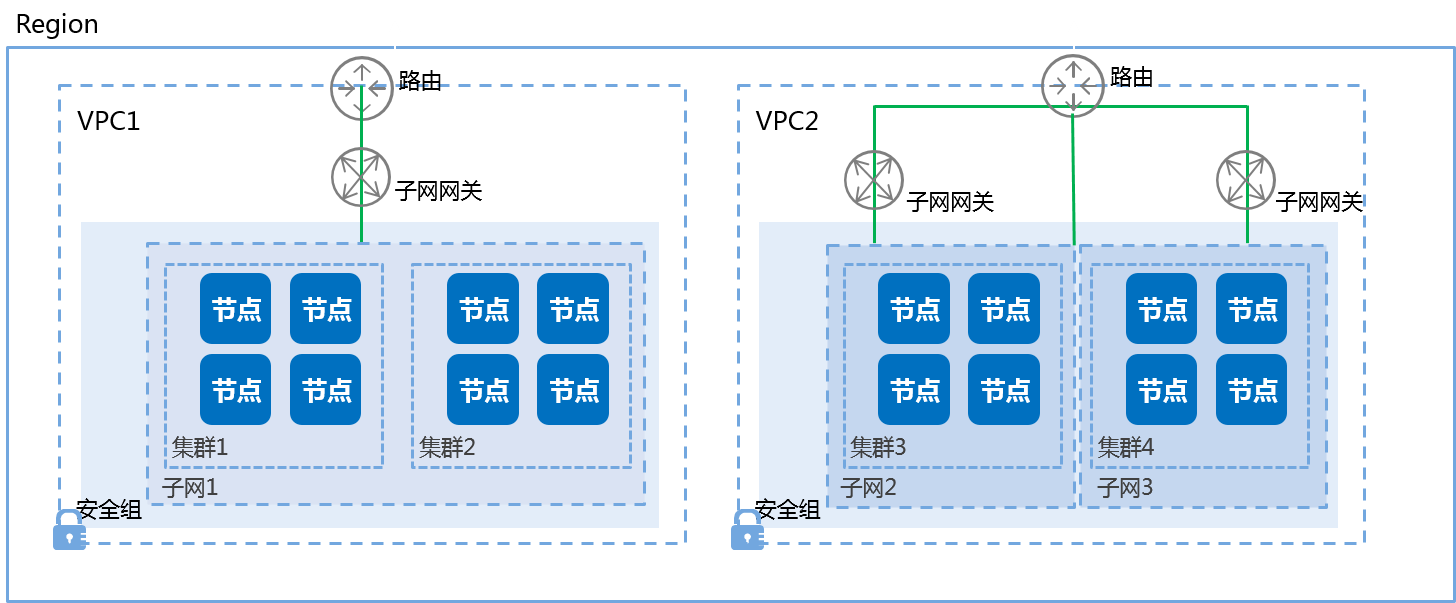 Region
路由
VPC1
子网网关
节点 节点 节点 节点
节点 节点 节点 节点
集群1 集群2
子网1
安全组
路由
VPC2
子网网关 子网网关
节点 节点 节点 节点
节点 节点 节点 节点
集群3 集群4
子网2 子网3
安全组